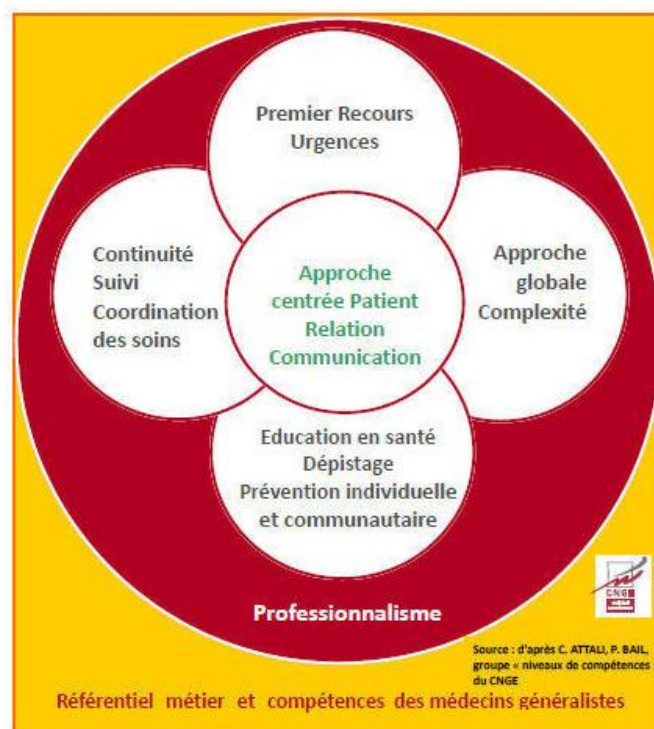 Premier Recours
Urgences
Continuité
Suivi
Coordination
des soins
Approche
centrée Patient
Relation
Communication
Approche
globale
Complexité
Education en santé
Dépistage
Prévention individuelle
et communautaire
Professionnalisme
CNGE
Source : d'après C. ATTALI, P. BAIL,
groupe « niveaux de compétences
du CNGE
Référentiel métier et compétences des médecins généralistes